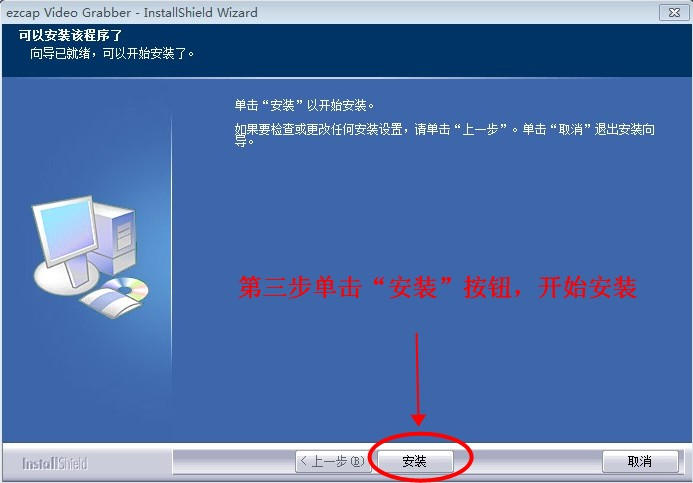 ezcap Video Grabber - InstallShield Wizard
可以安装该程序了
向导已就绪，可以开始安装了。
单击“安装”以开始安装。
如果要检查或更改任何安装设置，请单击“上一步”。单击“取消”退出安装向
导。
第三步单击“安装”按钮，开始安装
InstallShield
< 上一步(B)
安装
取消